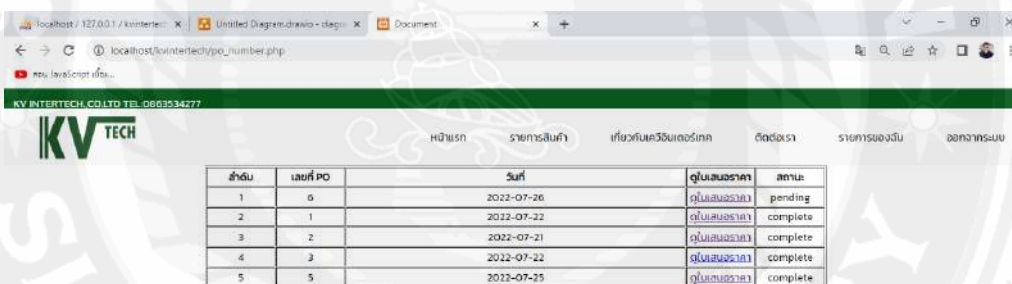 localhost / 127.0.0.1 / kvintertec
Untitled Diagram.drawio - diagr
Document
localhost/kvintertech/po_number.php
สอน JavaScript เบื้อ...
KV INTERTECH.,CO.LTD TEL:0863534277
KV TECH
หน้าแรก รายการสินค้า เกี่ยวกับเควีอินเตอร์เทค ติดต่อเรา รายการของฉัน ออกจากระบบ
ลำดับ เลขที่ PO วันที่ ดูใบเสนอราคา สถานะ
1 6 2022-07-26 ดูใบเสนอราคา pending
2 1 2022-07-22 ดูใบเสนอราคา complete
3 2 2022-07-21 ดูใบเสนอราคา complete
4 3 2022-07-22 ดูใบเสนอราคา complete
5 5 2022-07-25 ดูใบเสนอราคา complete